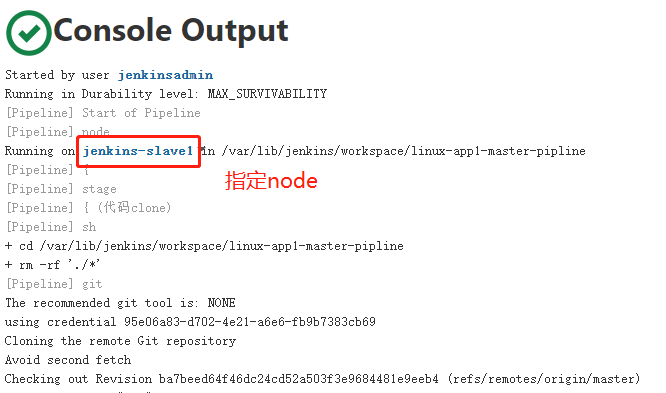 Console Output
Started by user jenkinsadmin
Running in Durability level: MAX_SURVIVABILITY
[Pipeline] Start of Pipeline
[Pipeline] node
Running on jenkins-slave1 in /var/lib/jenkins/workspace/linux-app1-master-pipline
[Pipeline] {
指定node
[Pipeline] stage
[Pipeline] { (代码clone)
[Pipeline] sh
+ cd /var/lib/jenkins/workspace/linux-app1-master-pipline
+ rm -rf './*'
[Pipeline] git
The recommended git tool is: NONE
using credential 95e06a83-d702-4e21-a6e6-fb9b7383cb69
Cloning the remote Git repository
Avoid second fetch
Checking out Revision ba7beed64f46dc24cd52a503f3e9684481e9eeb4 (refs/remotes/origin/master)